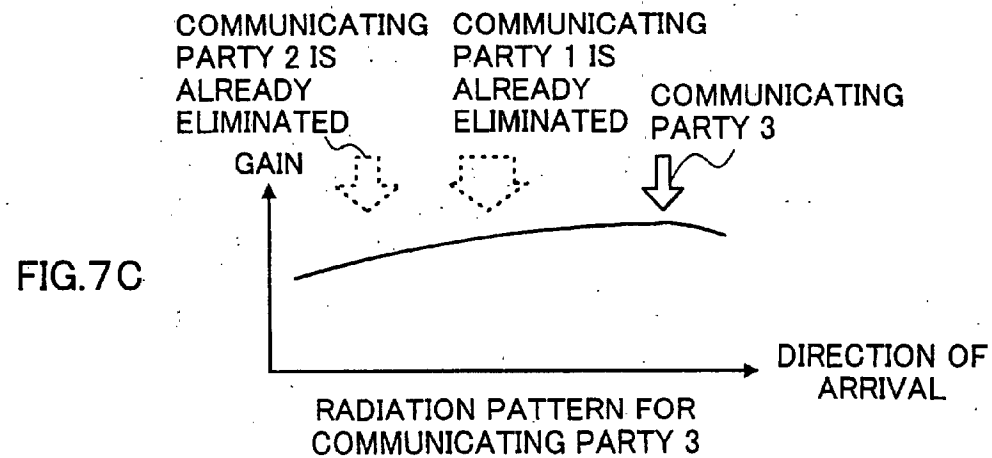 COMMUNICATING
PARTY 2 IS
ALREADY
ELIMINATED
COMMUNICATING
PARTY 1 IS
ALREADY
ELIMINATED
COMMUNICATING
PARTY 3
GAIN
FIG.7C
DIRECTION OF
ARRIVAL
RADIATION PATTERN FOR
COMMUNICATING PARTY 3